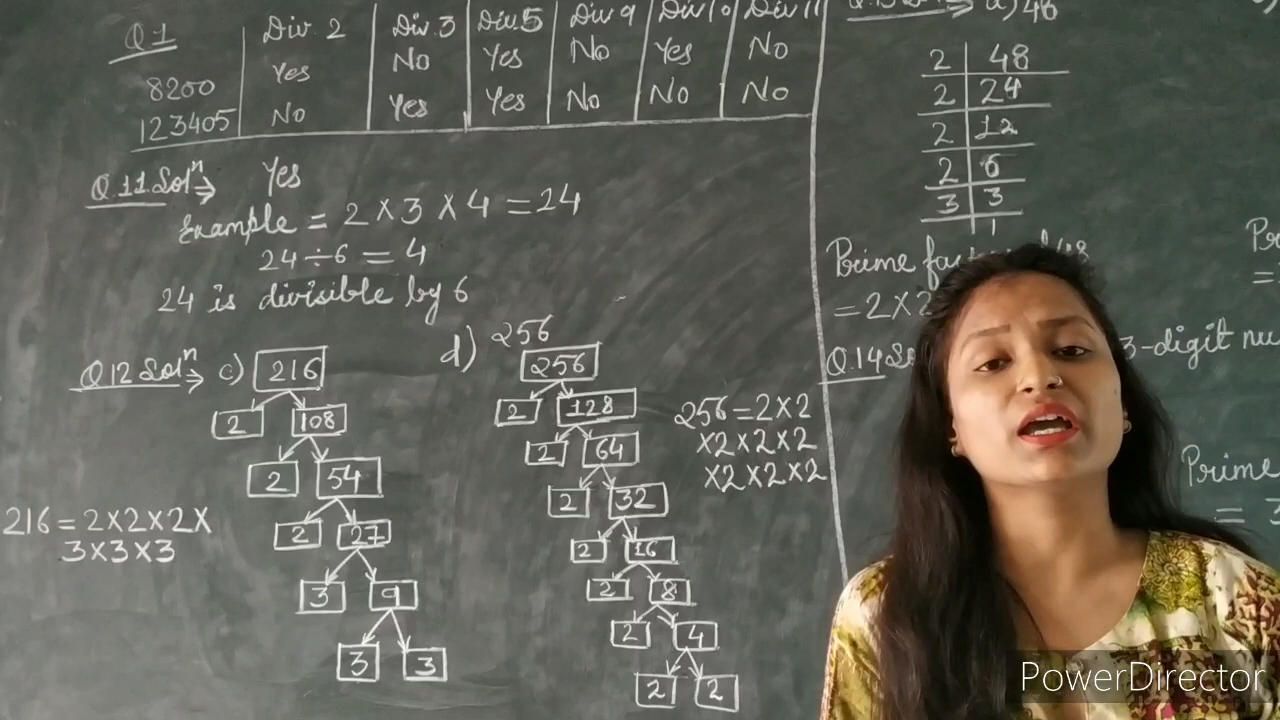 Q.1 Div. 2 Div. 3 Div. 5 Div 9 Div 10 Div 11
8200 Yes No Yes No Yes No
123405 No Yes Yes No No No
Q.11 Solⁿ ⇒ Yes
Example = 2 × 3 × 4 = 24
24 ÷ 6 = 4
24 is divisible by 6
Q.12 Solⁿ ⇒ c) 216
2 108
2 54
2 27
3 9
3 3
216 = 2×2×2×
3×3×3
d) 256
256
2 128
2 64
2 32
2 16
2 8
2 4
2 2
256 = 2×2
×2×2×2
×2×2×2
⇒ a) 48
2 48
2 24
2 12
2 6
3 3
1
Prime
= 2×2
Q.14
3-digit
Prime
= 3
PowerDirector